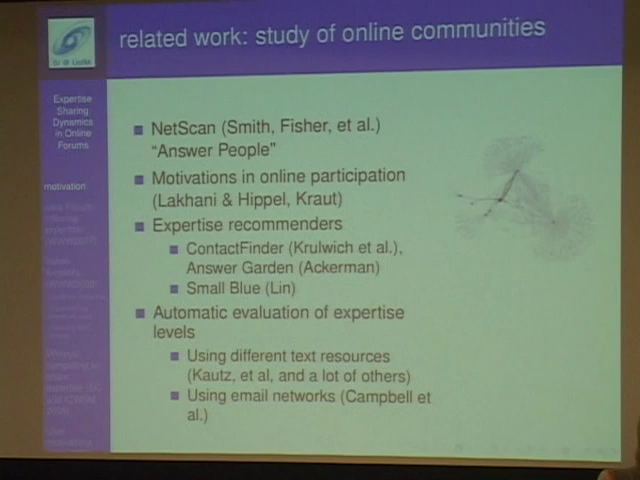 related work: study of online communities
Expertise
Sharing
Dynamics
in Online
Forums
motivation
NetScan (Smith, Fisher, et al.)
"Answer People"
Motivations in online participation
(Lakhani & Hippel, Kraut)
Expertise recommenders
ContactFinder (Krulwich et al.),
Answer Garden (Ackerman)
Small Blue (Lin)
Automatic evaluation of expertise
levels
Using different text resources
(Kautz, et al, and a lot of others)
Using email networks (Campbell et
al.)